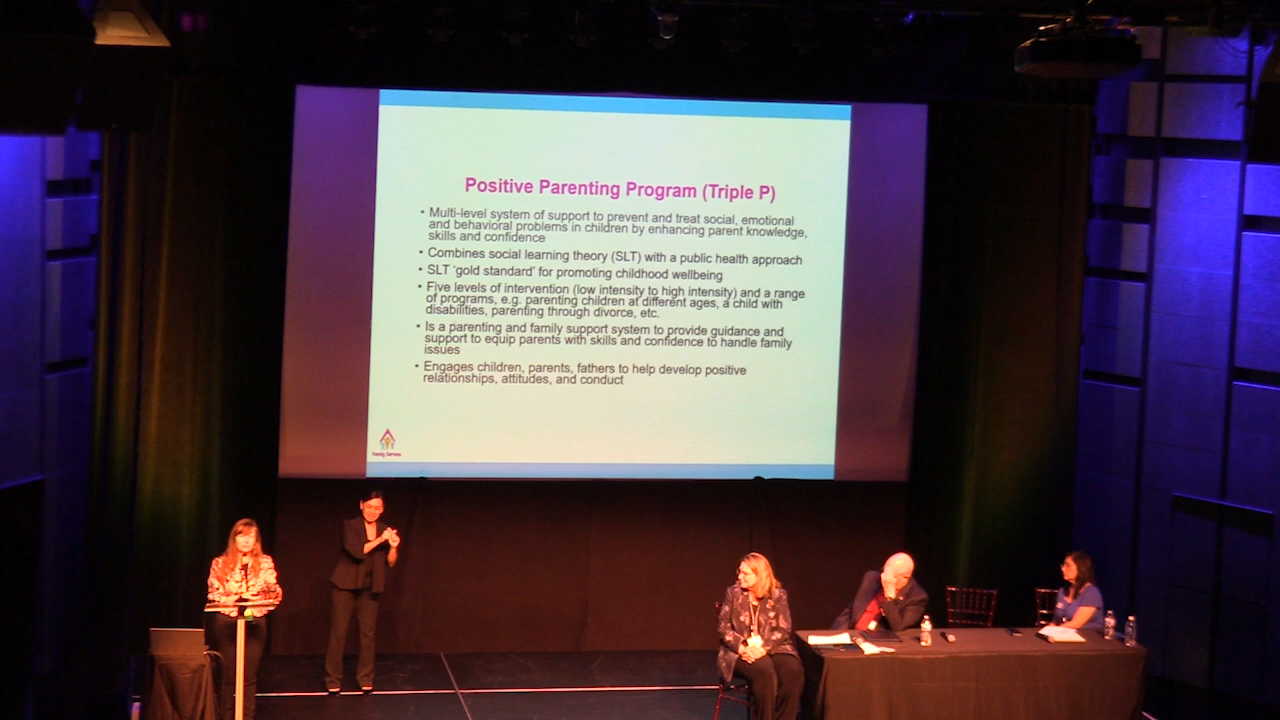 Positive Parenting Program (Triple P)
• Multi-level system of support to prevent and treat social, emotional
and behavioral problems in children by enhancing parent knowledge,
skills and confidence
• Combines social learning theory (SLT) with a public health approach
• SLT ‘gold standard’ for promoting childhood wellbeing
• Five levels of intervention (low intensity to high intensity) and a range
of programs, e.g. parenting children at different ages, a child with
disabilities, parenting through divorce, etc.
• Is a parenting and family support system to provide guidance and
support to equip parents with skills and confidence to handle family
issues
• Engages children, parents, fathers to help develop positive
relationships, attitudes, and conduct
Family Service